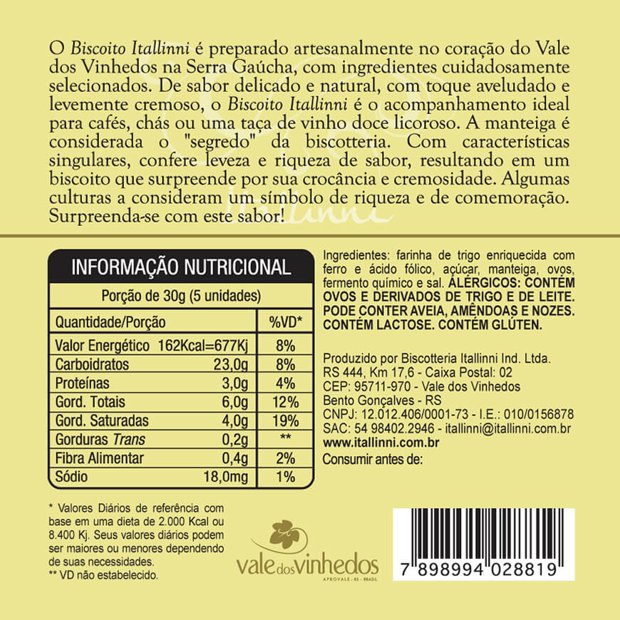 O Biscoito Itallinni é preparado artesanalmente no coração do Vale
dos Vinhedos na Serra Gaúcha, com ingredientes cuidadosamente
selecionados. De sabor delicado e natural, com toque aveludado e
levemente cremoso, o Biscoito Itallinni é o acompanhamento ideal
para cafés, chás ou uma taça de vinho doce licoroso. A manteiga é
considerada o "segredo" da biscotteria. Com características
singulares, confere leveza e riqueza de sabor, resultando em um
biscoito que surpreende por sua crocância e cremosidade. Algumas
culturas a consideram um símbolo de riqueza e de comemoração.
Surpreenda-se com este sabor!
Itallinni
INFORMAÇÃO NUTRICIONAL
Porção de 30g (5 unidades)
Quantidade/Porção %VD*
Valor Energético 162Kcal=677Kj 8%
Carboidratos 23,0g 8%
Proteínas 3,0g 4%
Gord. Totais 6,0g 12%
Gord. Saturadas 4,0g 19%
Gorduras Trans 0,2g **
Fibra Alimentar 0,4g 2%
Sódio 18,0mg 1%
* Valores Diários de referência com
base em uma dieta de 2.000 Kcal ou
8.400 Kj. Seus valores diários podem
ser maiores ou menores dependendo
de suas necessidades.
** VD não estabelecido.
Ingredientes: farinha de trigo enriquecida com
ferro e ácido fólico, açúcar, manteiga, ovos,
fermento químico e sal. ALÉRGICOS: CONTÉM
OVOS E DERIVADOS DE TRIGO E DE LEITE.
PODE CONTER AVEIA, AMÊNDOAS E NOZES.
CONTÉM LACTOSE. CONTÉM GLÚTEN.
Produzido por Biscotteria Itallinni Ind. Ltda.
RS 444, Km 17,6 - Caixa Postal: 02
CEP: 95711-970 - Vale dos Vinhedos
Bento Gonçalves - RS
CNPJ: 12.012.406/0001-73 - I.E.: 010/0156878
SAC: 54 98402.2946 - itallinni@itallinni.com.br
www.itallinni.com.br
Consumir antes de:
vale dos vinhedos
APROVALE - RS - BRASIL
7 898994 028819